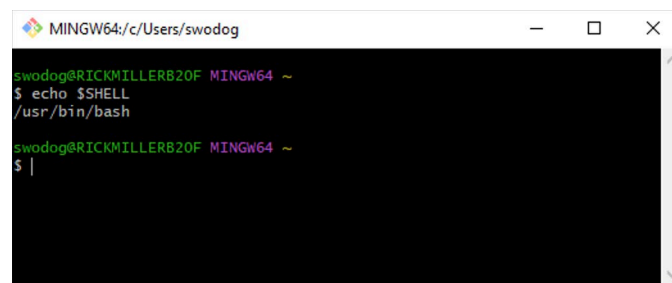 MINGW64:/c/Users/swodog
swodog@RICKMILLERB20F MINGW64 ~
$ echo $SHELL
/usr/bin/bash
swodog@RICKMILLERB20F MINGW64 ~
$